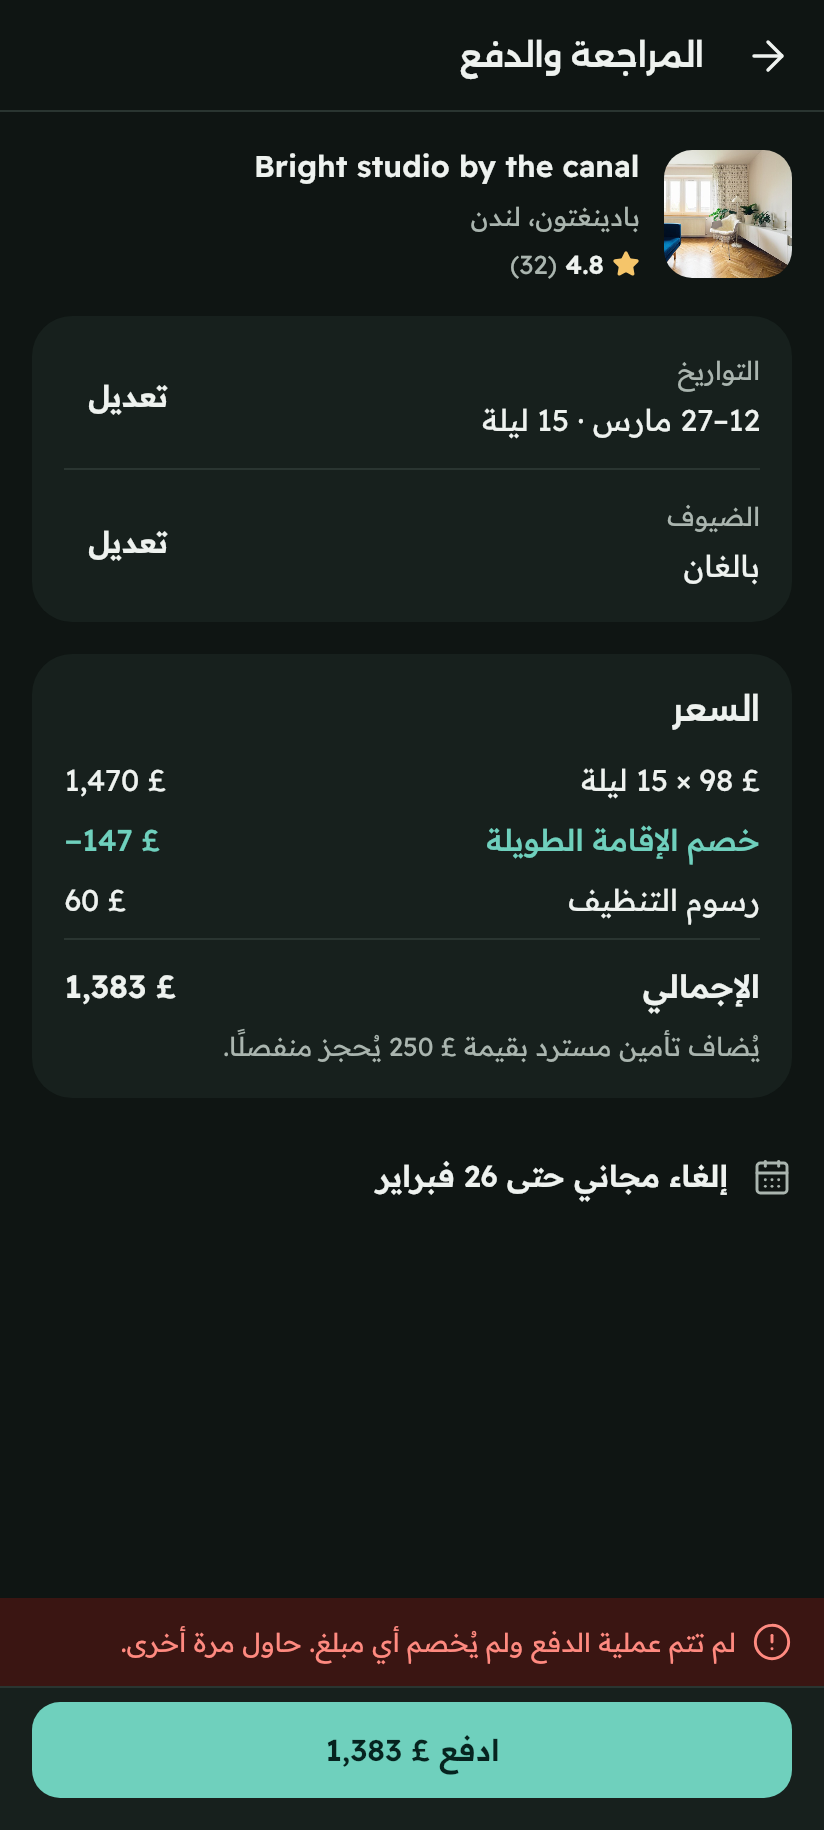 المراجعة والدفع
Bright studio by the canal
بادينغتون، لندن
4.8 (32)
التواريخ
12–27 مارس · 15 ليلة
تعديل
الضيوف
بالغان
تعديل
السعر
£ 98 × 15 ليلة
£ 1,470
خصم الإقامة الطويلة
£ 147−
رسوم التنظيف
£ 60
الإجمالي
£ 1,383
يُضاف تأمين مسترد بقيمة £ 250 يُحجز منفصلًا.
إلغاء مجاني حتى 26 فبراير
لم تتم عملية الدفع ولم يُخصم أي مبلغ. حاول مرة أخرى.
ادفع £ 1,383